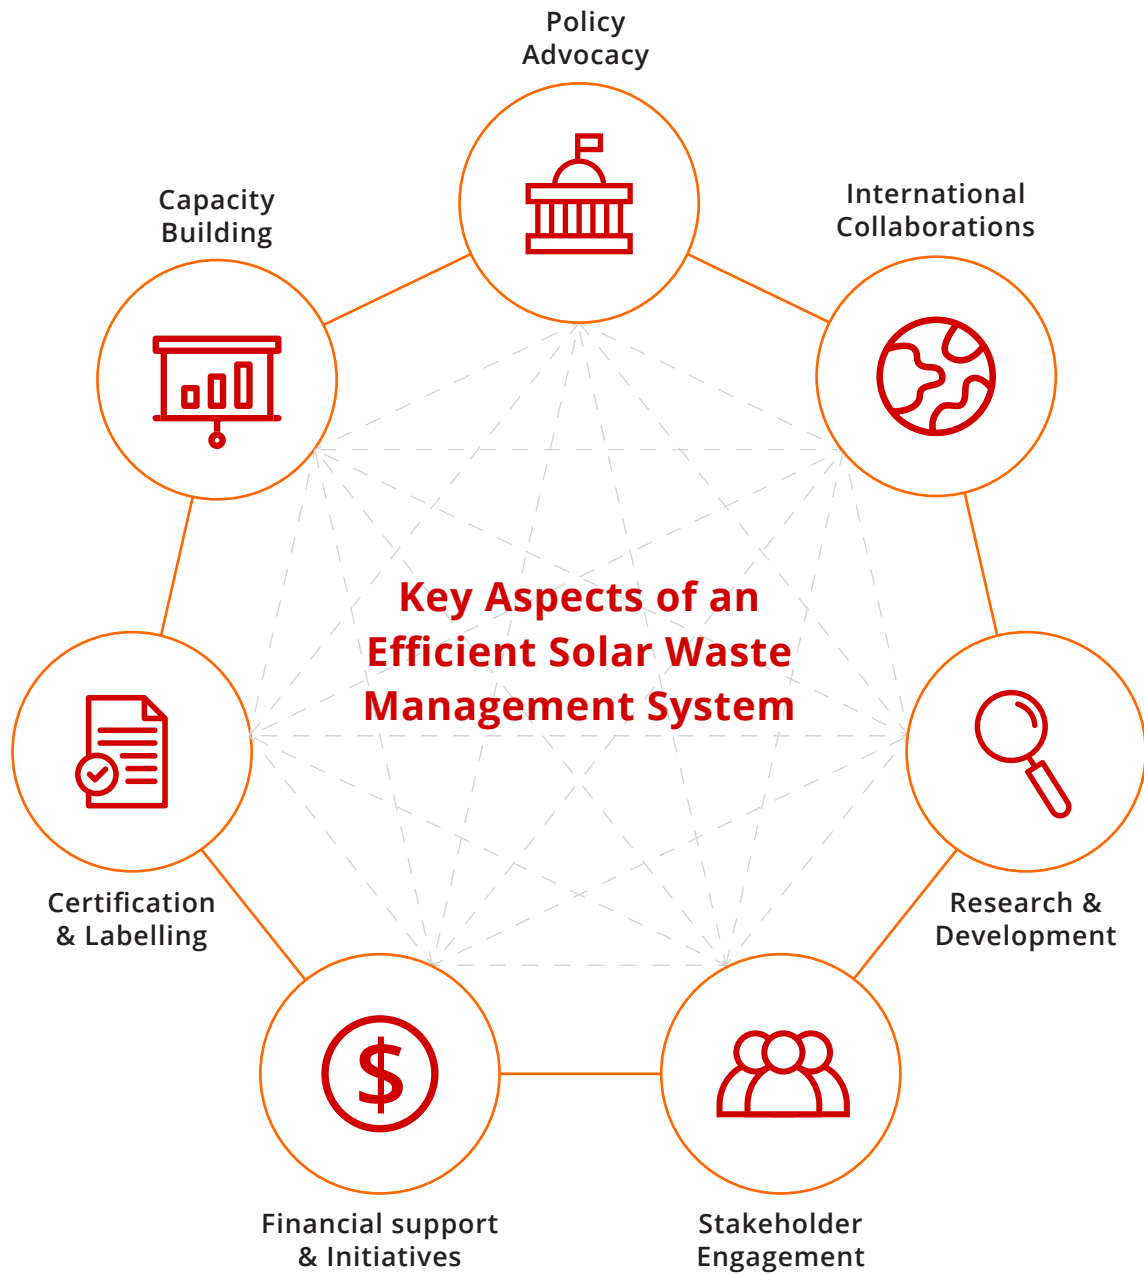 Policy
Advocacy
Capacity
Building
International
Collaborations
Key Aspects of an
Efficient Solar Waste
Management System
Certification
& Labelling
Research &
Development
$
Financial support
& Initiatives
Stakeholder
Engagement